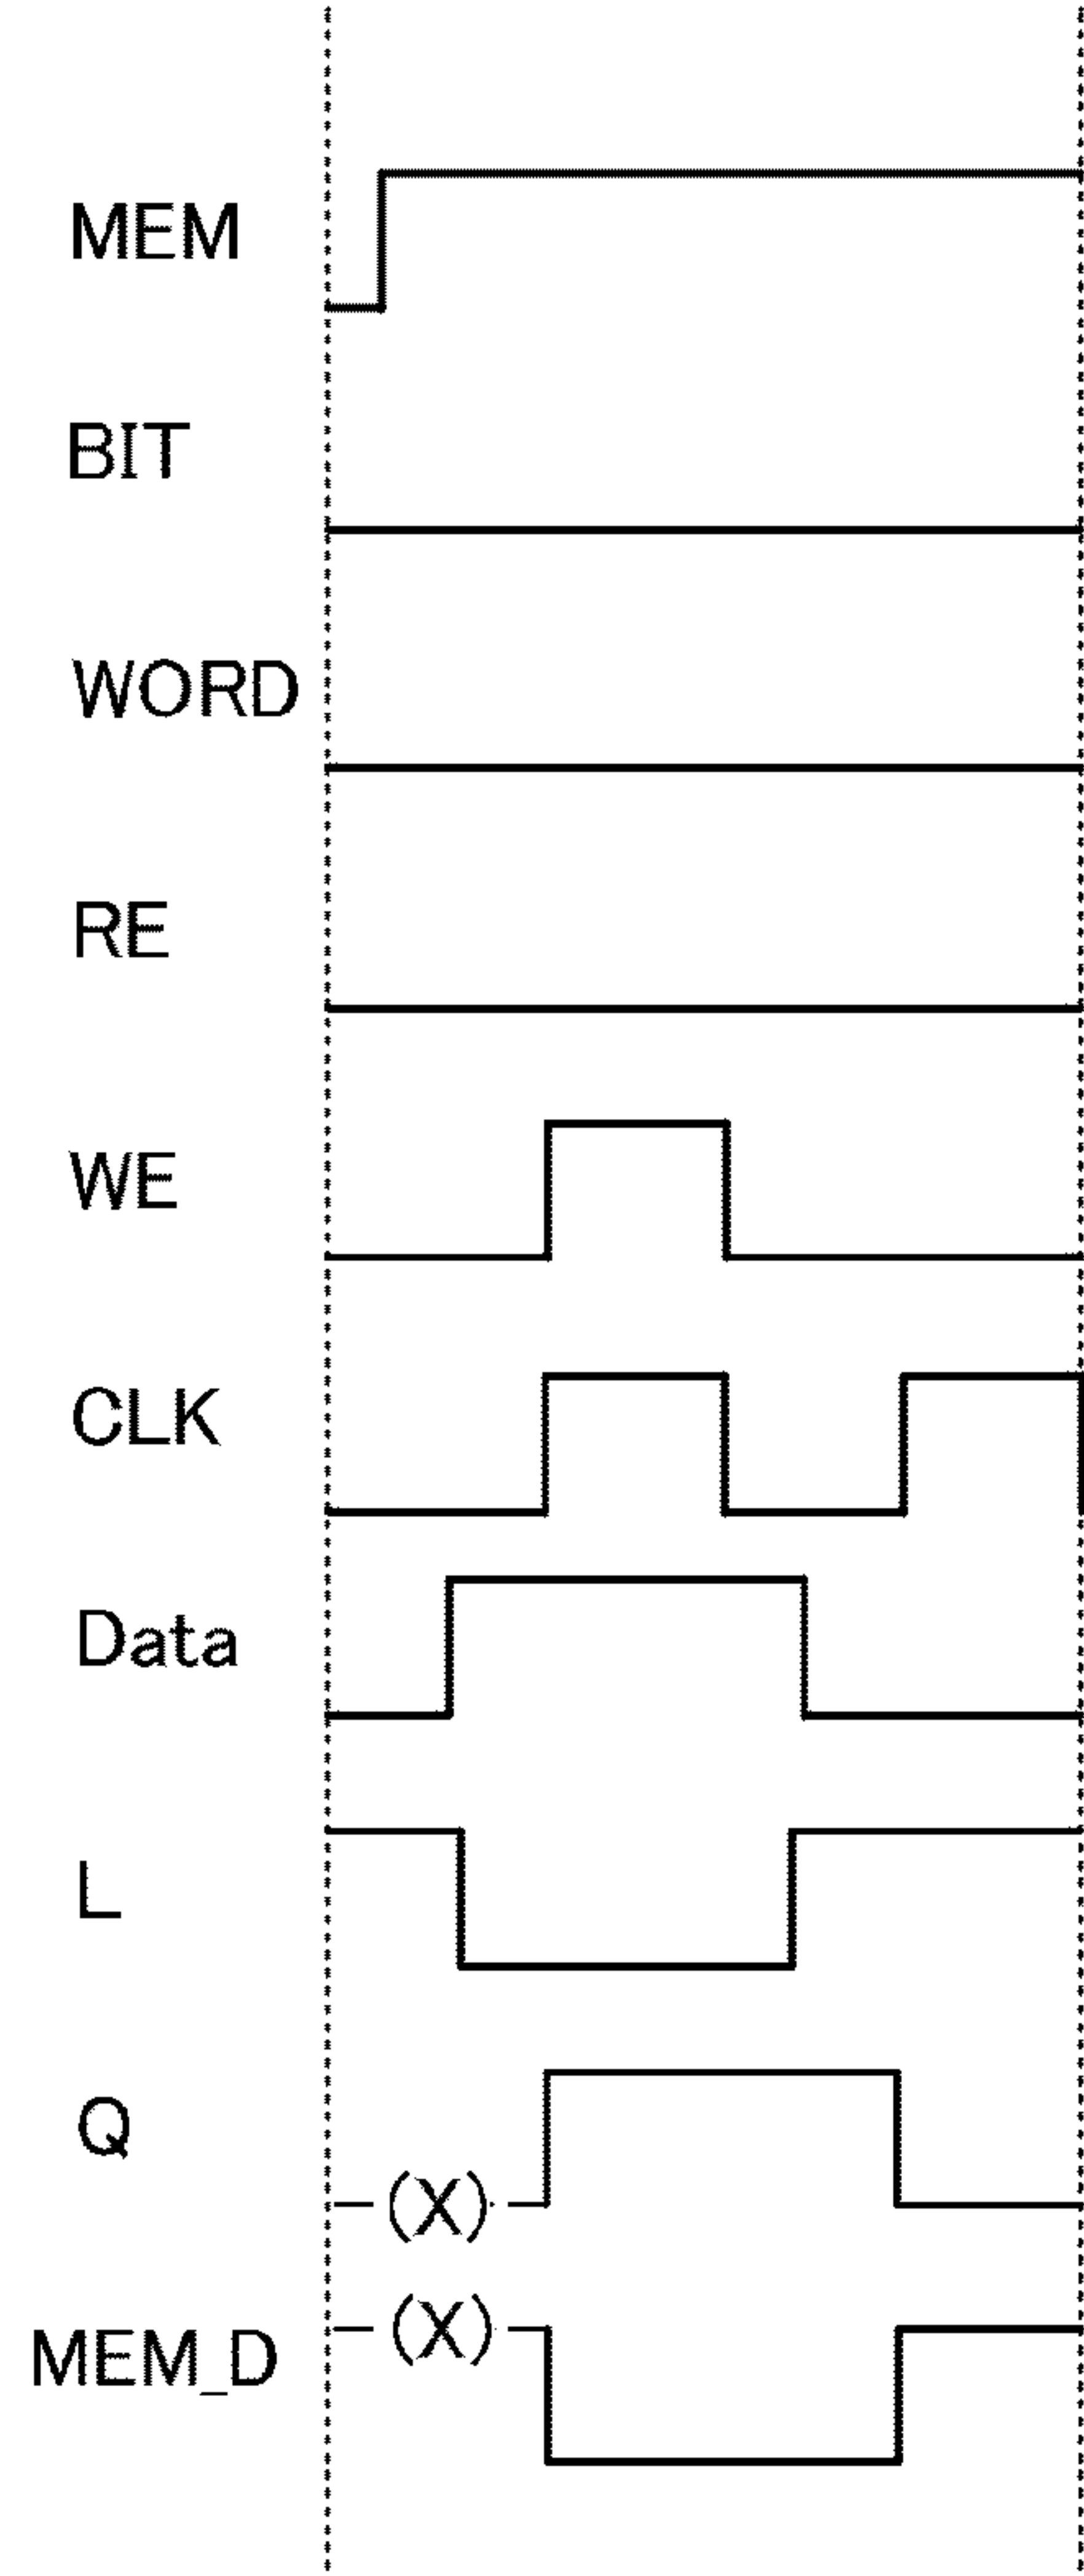 MEM
BIT
WORD
RE
WE
CLK
Data
L
Q
(X)
(X)
MEM_D